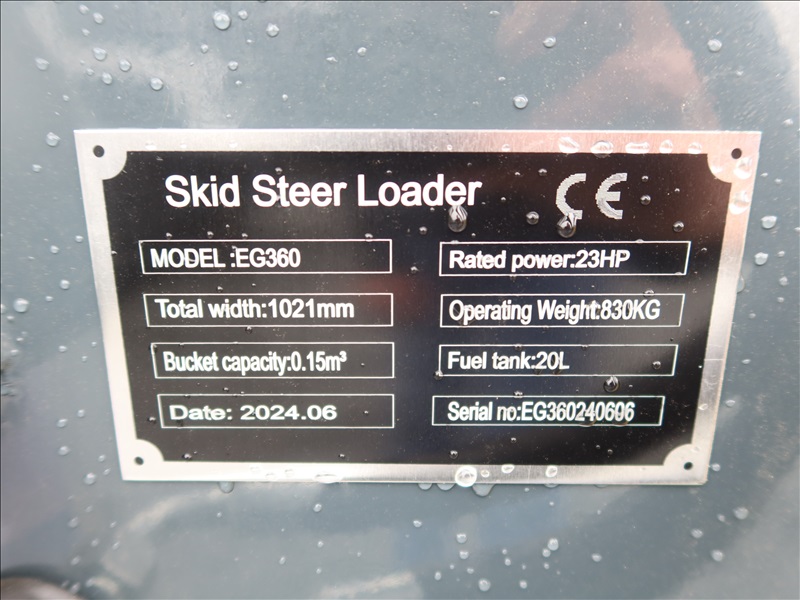 Skid Steer Loader CE
MODEL :EG360
Rated power:23HP
Total width:1021mm
Operating Weight:830KG
Bucket capacity:0.15m³
Fuel tank:20L
Date: 2024.06
Serial no:EG360240606